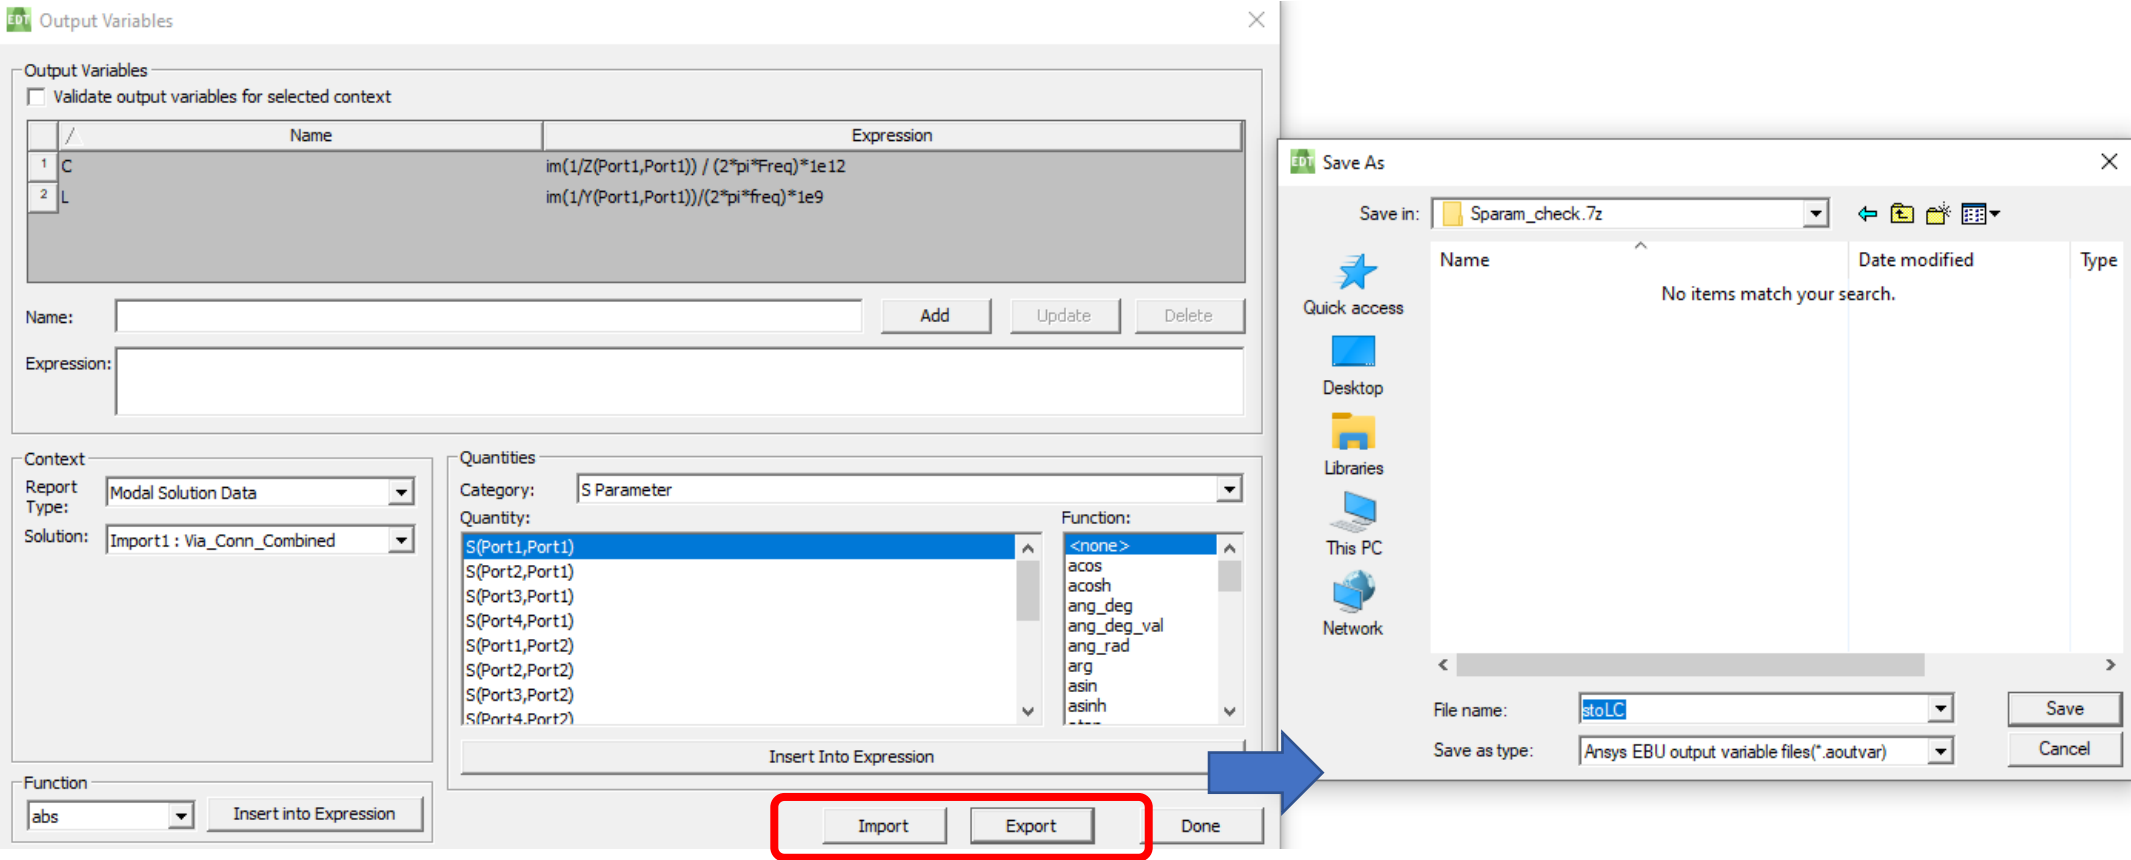 EDT Output Variables
Output Variables
Validate output variables for selected context
/ Name Expression
1 C im(1/Z(Port1,Port1)) / (2*pi*Freq)*1e12
2 L im(1/Y(Port1,Port1))/(2*pi*freq)*1e9
Name: Add Update Delete
Expression:
Context
Report Type: Modal Solution Data
Solution: Import1 : Via_Conn_Combined
Function
abs Insert into Expression
Quantities
Category: S Parameter
Quantity:
S(Port1,Port1)
S(Port2,Port1)
S(Port3,Port1)
S(Port4,Port1)
S(Port1,Port2)
S(Port2,Port2)
S(Port3,Port2)
S(Port4,Port2)
Function:
<none>
acos
acosh
ang_deg
ang_deg_val
ang_rad
arg
asin
asinh
Insert Into Expression
Import Export Done
EDT Save As
Save in: Sparam_check.7z
Quick access
Desktop
Libraries
This PC
Network
Name Date modified Type
No items match your search.
File name: stoLC Save
Save as type: Ansys EBU output variable files(*.aoutvar) Cancel